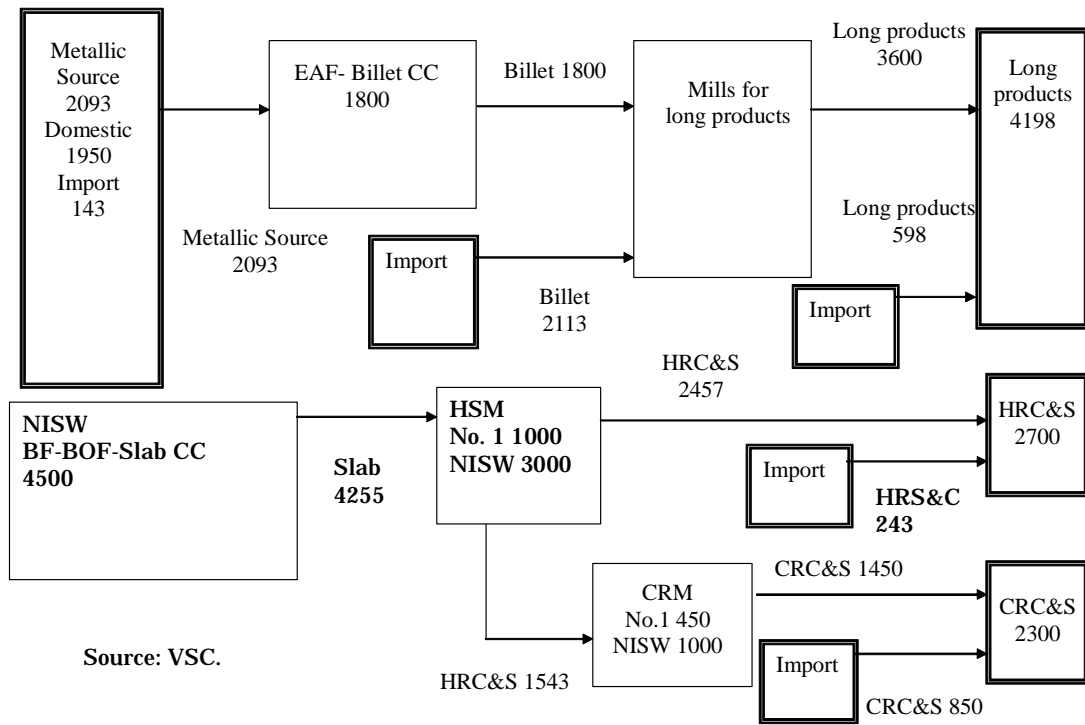 Metallic
Source
2093
Domestic
1950
Import
143
EAF- Billet CC
1800
Billet 1800
Mills for
long products
Long products
3600
Long
products
4198
Metallic Source
2093
Import
Billet
2113
Long products
598
Import
NISW
BF-BOF-Slab CC
4500
Slab
4255
HSM
No. 1 1000
NISW 3000
HRC&S
2457
Import
HRS&C
243
HRC&S
2700
HRC&S 1543
CRM
No.1 450
NISW 1000
CRC&S 1450
Import
CRC&S 850
CRC&S
2300
Source: VSC.